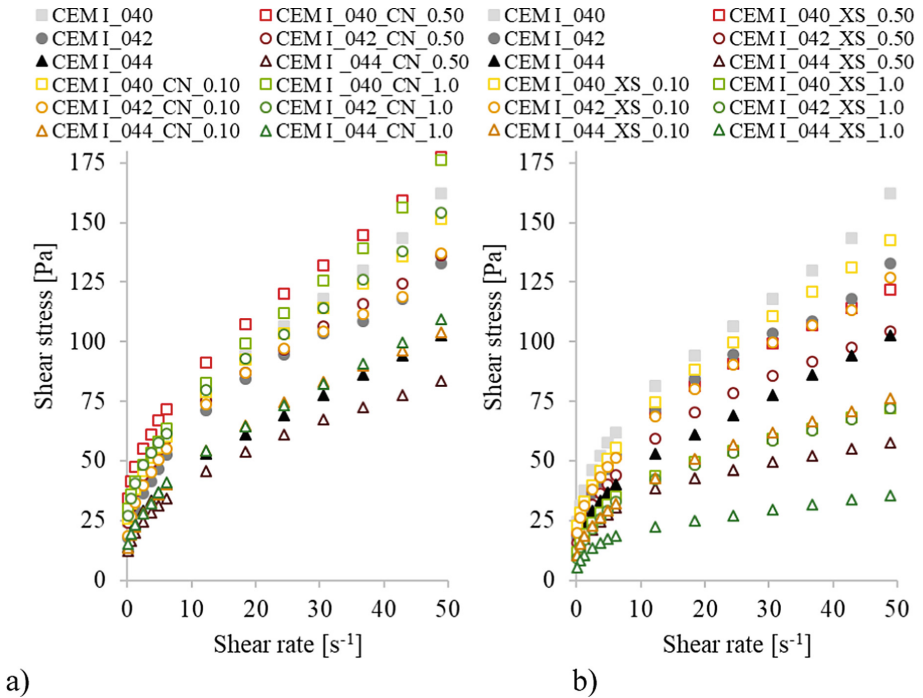 CEM I_040 CEM I_040_CN_0.50 CEM I_040 CEM I_040_XS_0.50
CEM I_042 CEM I_042_CN_0.50 CEM I_042 CEM I_042_XS_0.50
CEM I_044 CEM I _044_CN_0.50 CEM I_044 CEM I_044_XS_0.50
CEM I_040_CN_0.10 CEM I _040_CN_1.0 CEM I_040_XS_0.10 CEM I_040_XS_1.0
CEM I_042_CN_0.10 CEM I_042_CN_1.0 CEM I_042_XS_0.10 CEM I_042_XS_1.0
CEM I_044_CN_0.10 CEM I_044_CN_1.0 CEM I_044_XS_0.10 CEM I_044_XS_1.0
Shear stress [Pa]
175
150
125
100
75
50
25
0
0 10 20 30 40 50
Shear rate [s⁻¹]
a)
Shear stress [Pa]
175
150
125
100
75
50
25
0
0 10 20 30 40 50
Shear rate [s⁻¹]
b)